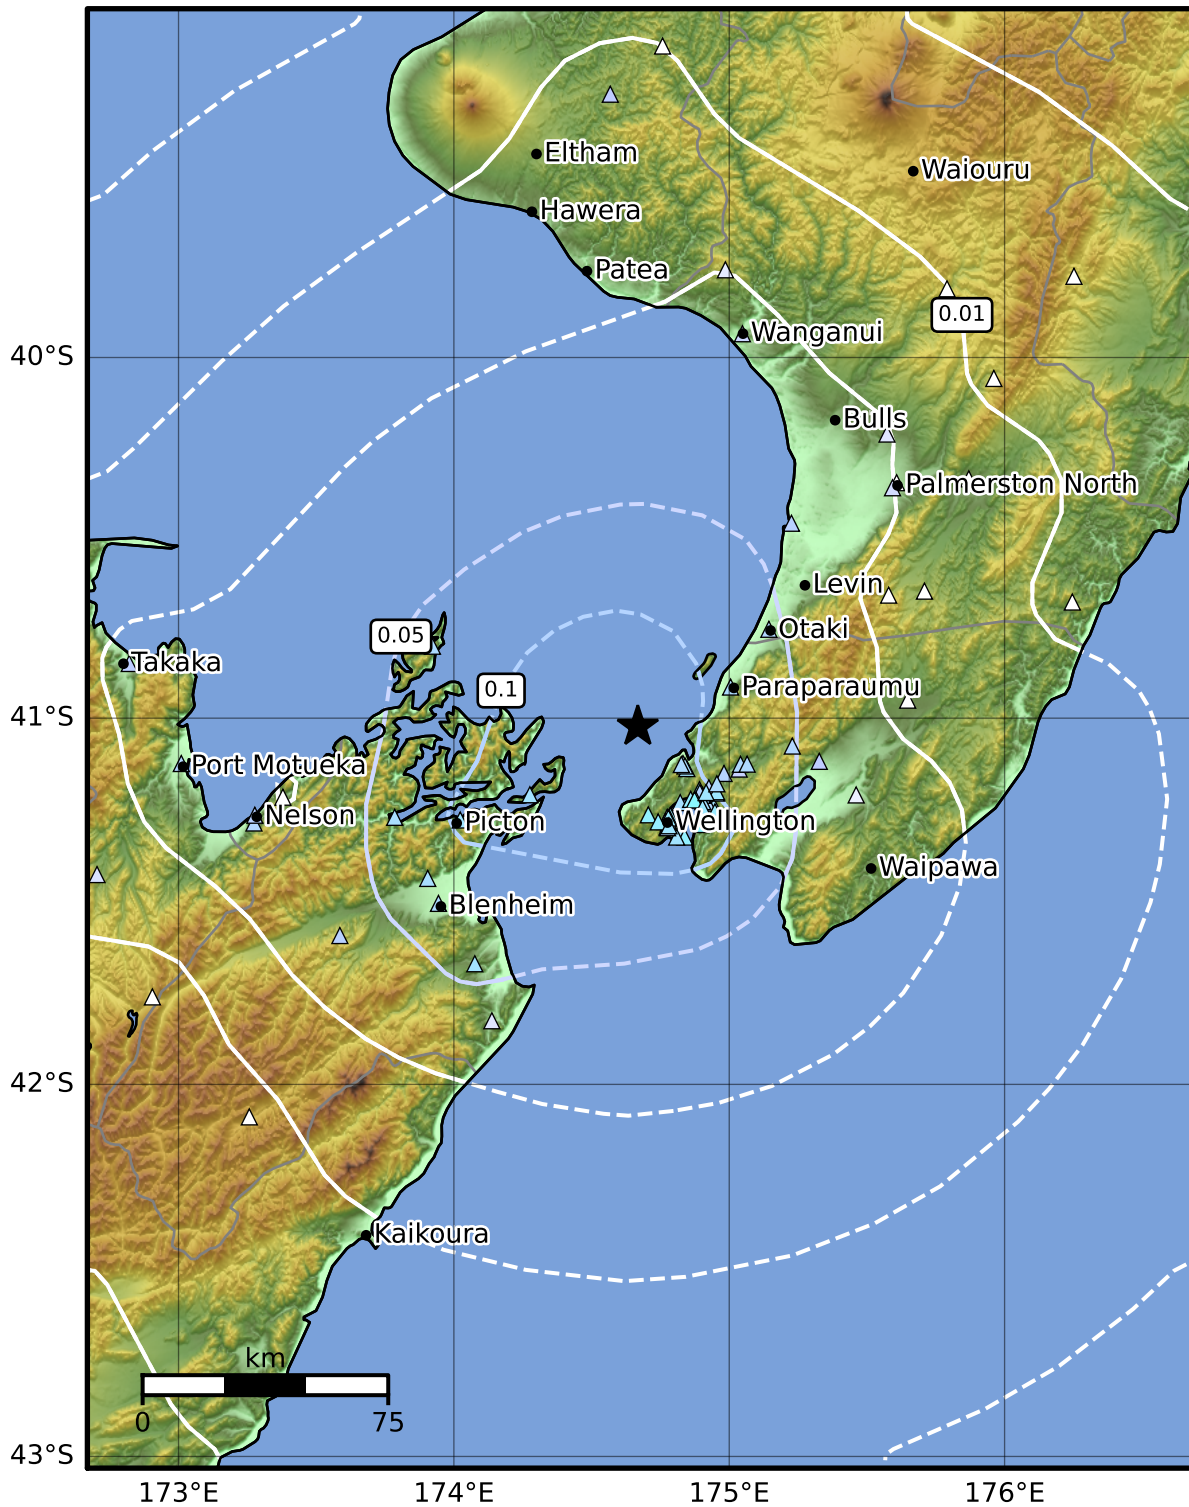 Eltham
Waiouru
Hawera
Patea
0.01
Wanganui
40°S
Bulls
Palmerston North
Levin
Otaki
0.05
Takaka
0.1
Paraparaumu
41°S
Port Motueka
Nelson
Picton
Wellington
Waipawa
Blenheim
42°S
Kaikoura
km
0
75
43°S
173°E
174°E
175°E
176°E